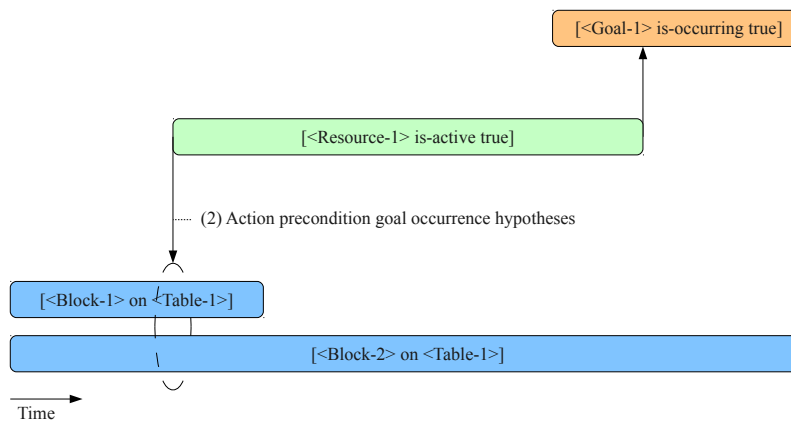 [<Goal-1> is-occurring true]
[<Resource-1> is-active true]
(2) Action precondition goal occurrence hypotheses
[<Block-1> on <Table-1>]
[<Block-2> on <Table-1>]
Time